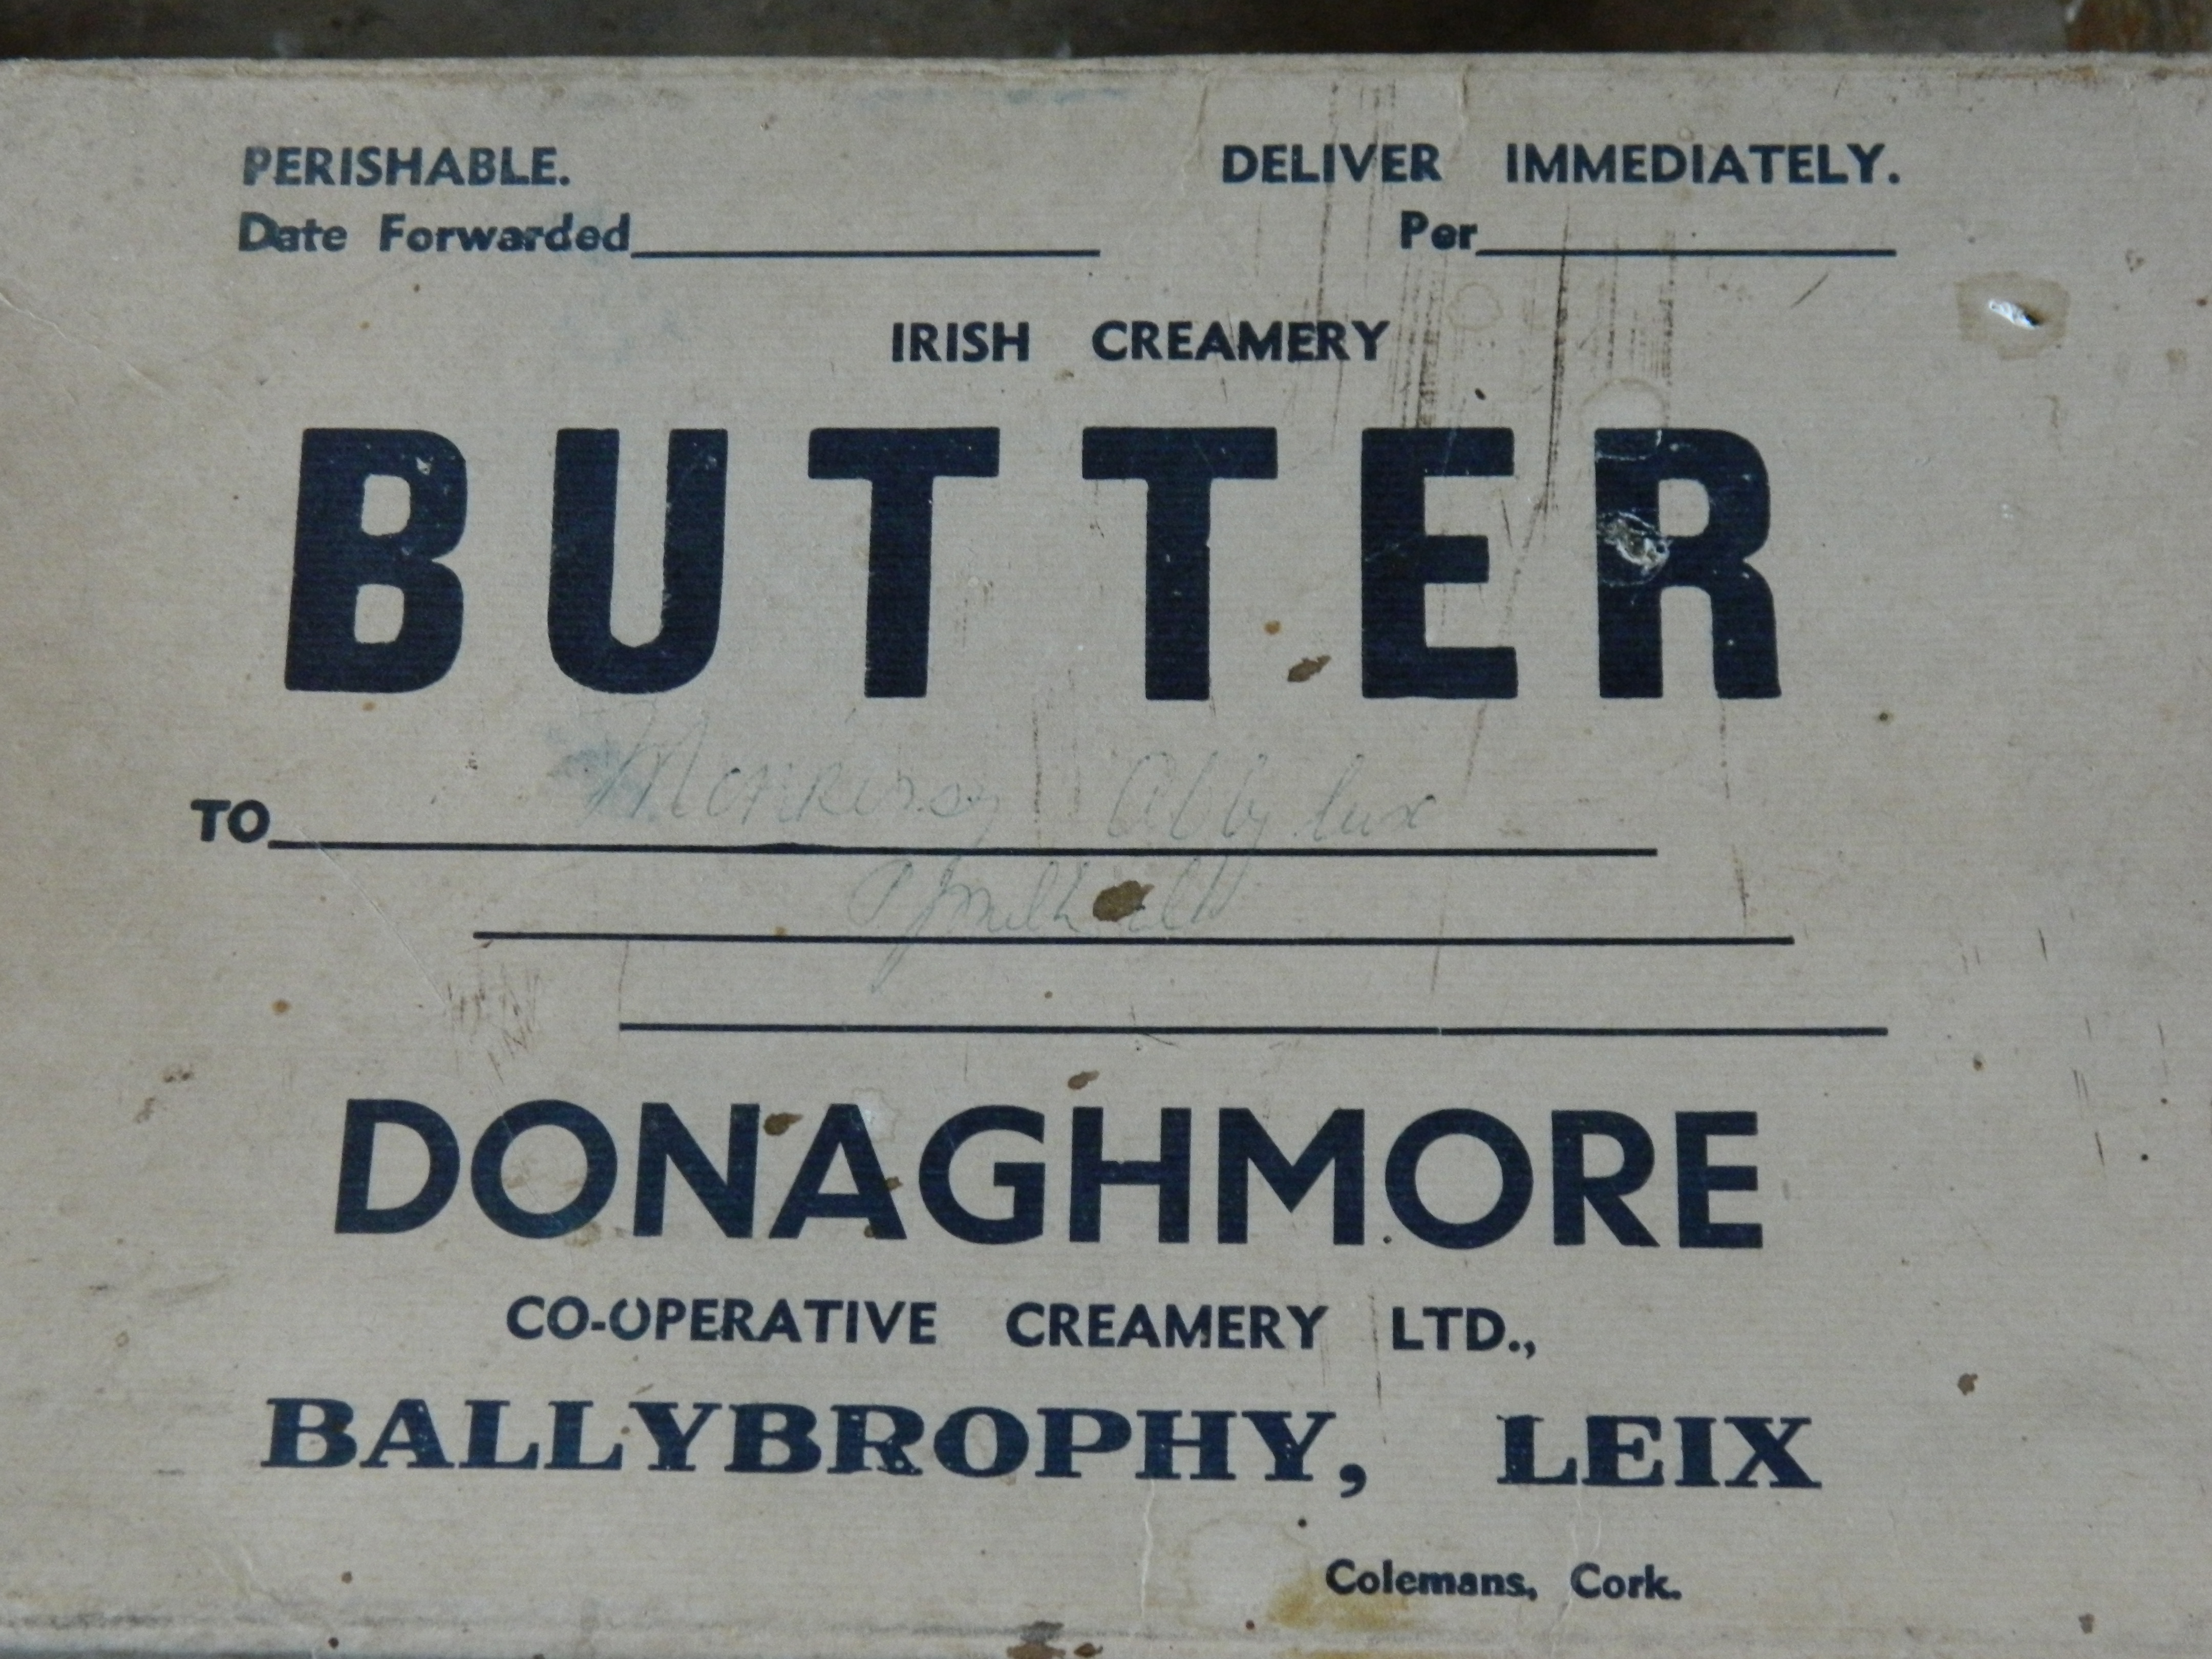 PERISHABLE. DELIVER IMMEDIATELY.
Date Forwarded Per
IRISH CREAMERY
BUTTER
TO
DONAGHMORE
CO-OPERATIVE CREAMERY LTD.,
BALLYBROPHY, LEIX
Colemans, Cork.